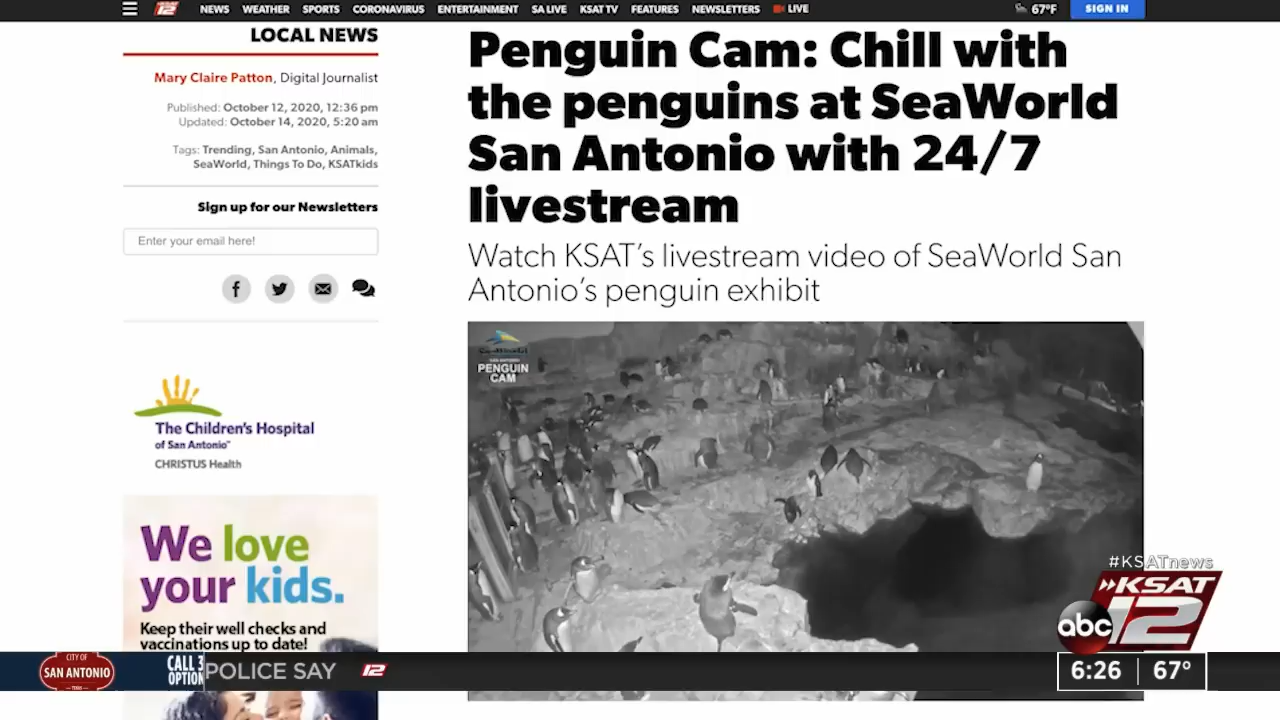 12
NEWS
WEATHER
SPORTS
CORONAVIRUS
ENTERTAINMENT
SA LIVE
KSAT TV
FEATURES
NEWSLETTERS
LIVE
67°F
SIGN IN
LOCAL NEWS
Mary Claire Patton, Digital Journalist
Published: October 12, 2020, 12:36 pm
Updated: October 14, 2020, 5:20 am
Tags: Trending, San Antonio, Animals,
SeaWorld, Things To Do, KSATkids
Sign up for our Newsletters
Enter your email here!
The Children's Hospital
of San Antonio™
CHRISTUS Health
We love
your kids.
Keep their well checks and
vaccinations up to date!
Penguin Cam: Chill with
the penguins at SeaWorld
San Antonio with 24/7
livestream
Watch KSAT's livestream video of SeaWorld San
Antonio's penguin exhibit
SeaWorld
SAN ANTONIO
PENGUIN
CAM
#KSATnews
KSAT
abc
12
CITY OF
SAN ANTONIO
TEXAS
CALL 3
OPTION
POLICE SAY
12
6:26
67°